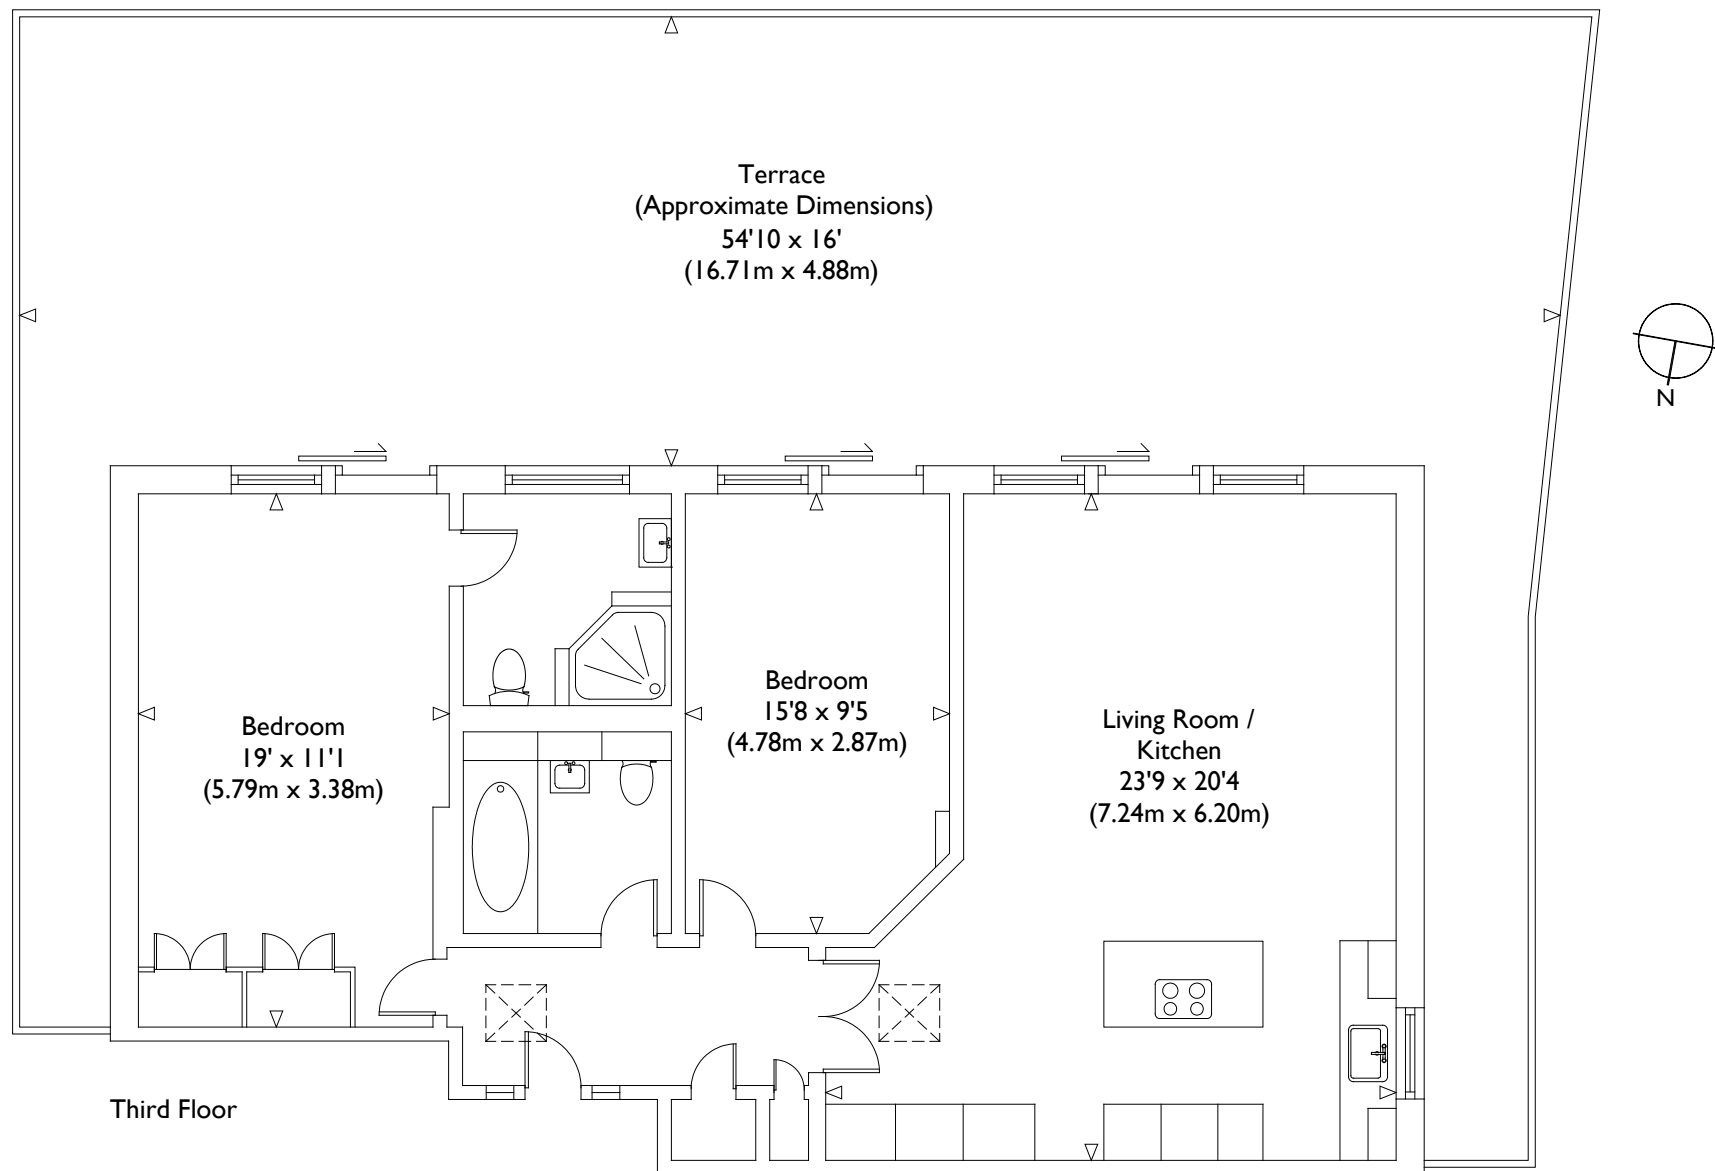 Terrace
(Approximate Dimensions)
54'10 x 16'
(16.71m x 4.88m)
N
Bedroom
19' x 11'1
(5.79m x 3.38m)
Bedroom
15'8 x 9'5
(4.78m x 2.87m)
Living Room /
Kitchen
23'9 x 20'4
(7.24m x 6.20m)
Third Floor